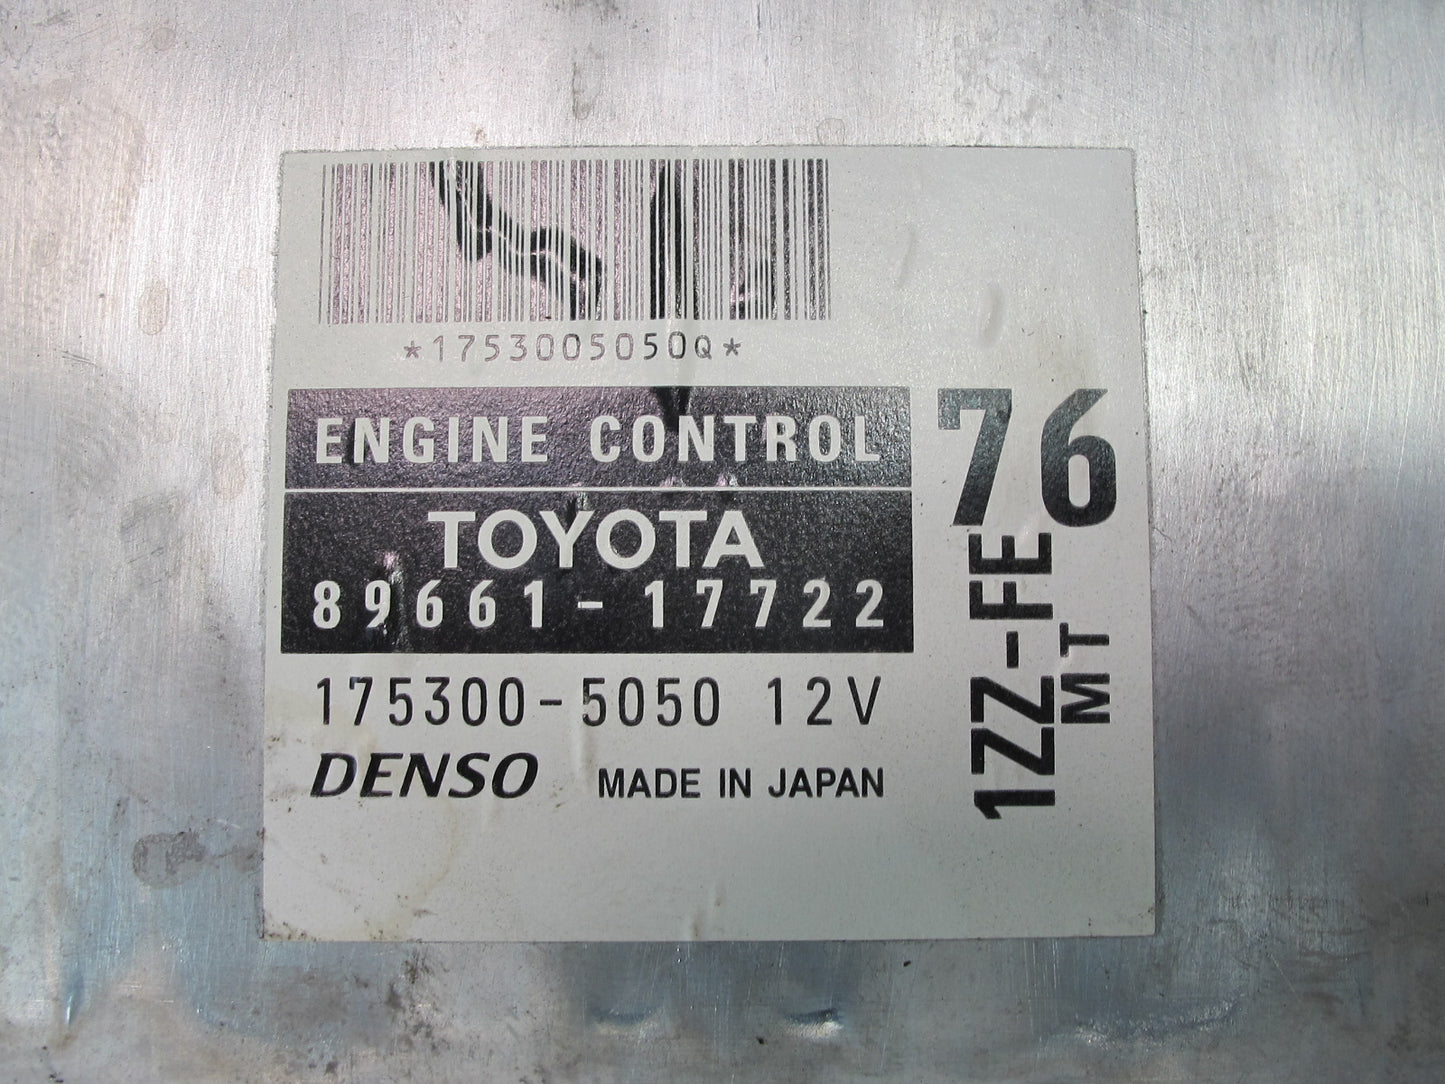 *1753005050Q*
ENGINE CONTROL
TOYOTA
89661-17722
175300-5050 12V
DENSO MADE IN JAPAN
76
1ZZ-FE
MT